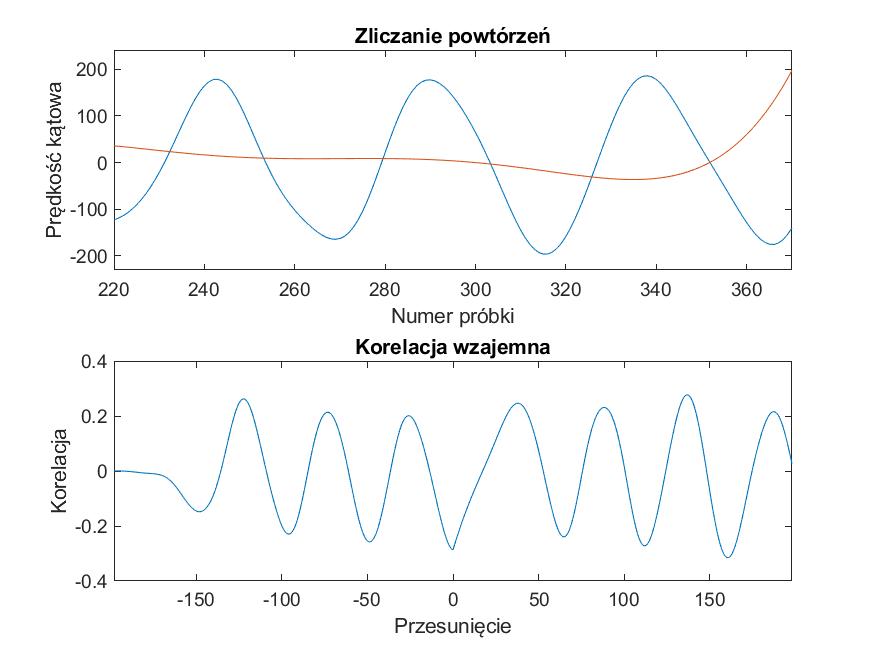 Zliczanie powtórzeń
200
100
0
-100
-200
Prędkość kątowa
220 240 260 280 300 320 340 360
Numer próbki
Korelacja wzajemna
0.4
0.2
0
-0.2
-0.4
Korelacja
-150 -100 -50 0 50 100 150
Przesunięcie